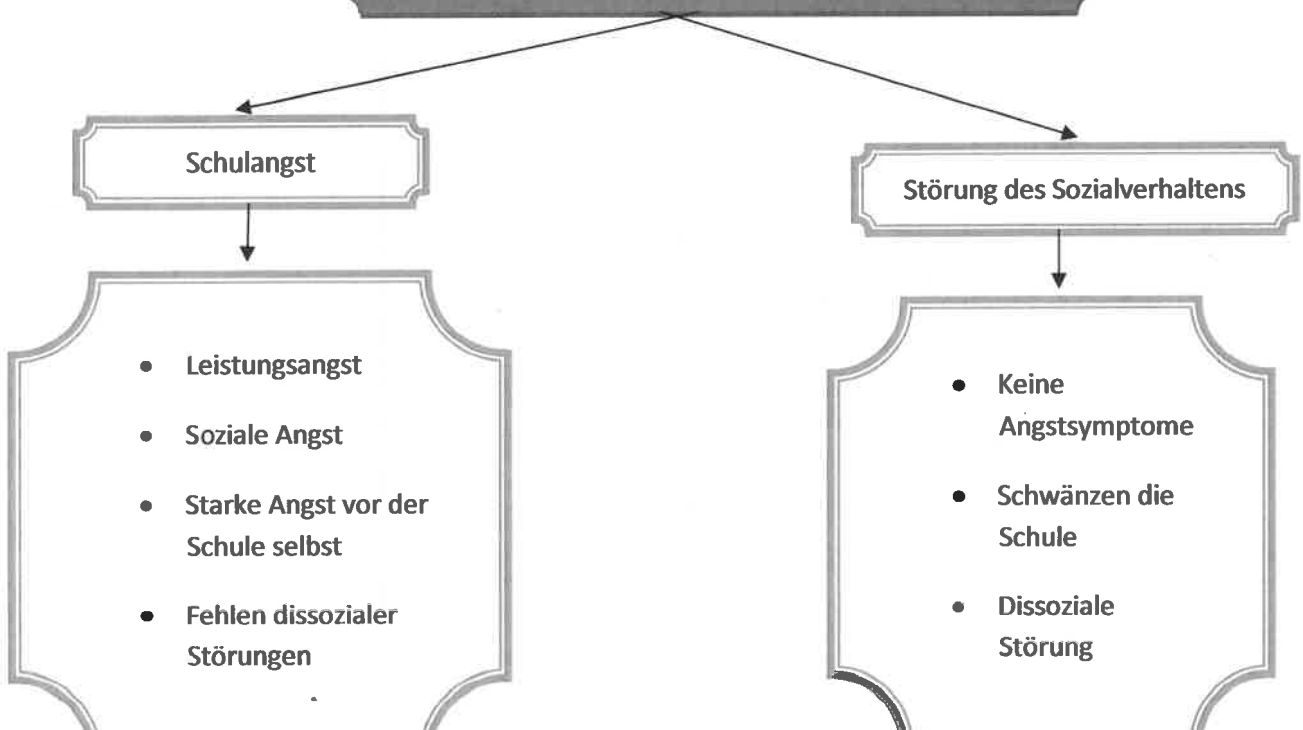 Schulangst
Störung des Sozialverhaltens
Leistungsangst
Soziale Angst
Starke Angst vor der
Schule selbst
Fehlen dissozialer
Störungen
Keine
Angstsymptome
Schwänzen die
Schule
Dissoziale
Störung